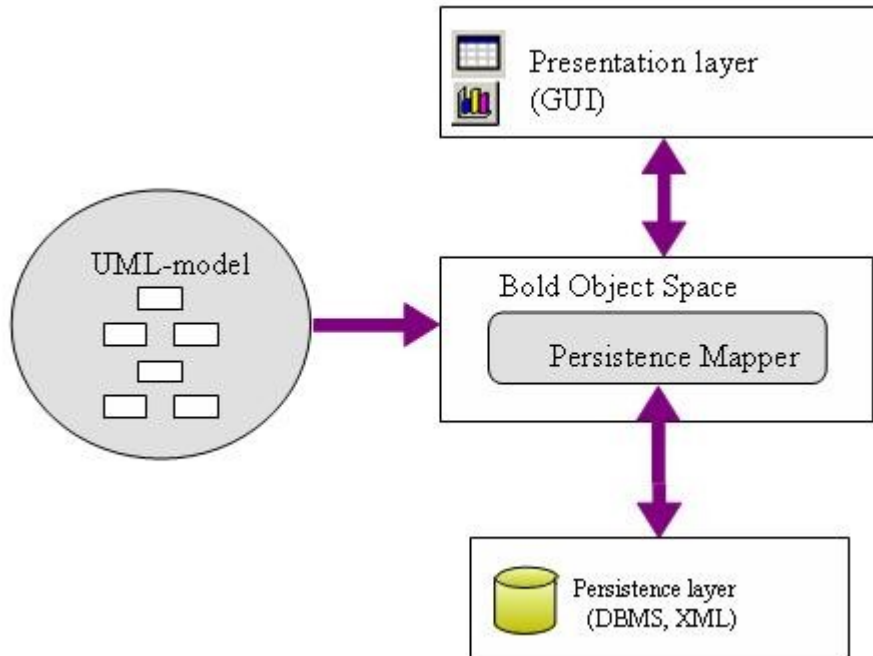 Presentation layer
(GUI)
UML-model
Bold Object Space
Persistence Mapper
Persistence layer
(DBMS, XML)